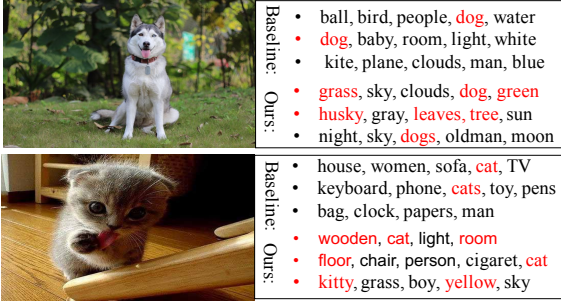 Baseline:
• ball, bird, people, dog, water
• dog, baby, room, light, white
• kite, plane, clouds, man, blue
Ours:
• grass, sky, clouds, dog, green
• husky, gray, leaves, tree, sun
• night, sky, dogs, oldman, moon
Baseline:
• house, women, sofa, cat, TV
• keyboard, phone, cats, toy, pens
• bag, clock, papers, man
Ours:
• wooden, cat, light, room
• floor, chair, person, cigaret, cat
• kitty, grass, boy, yellow, sky